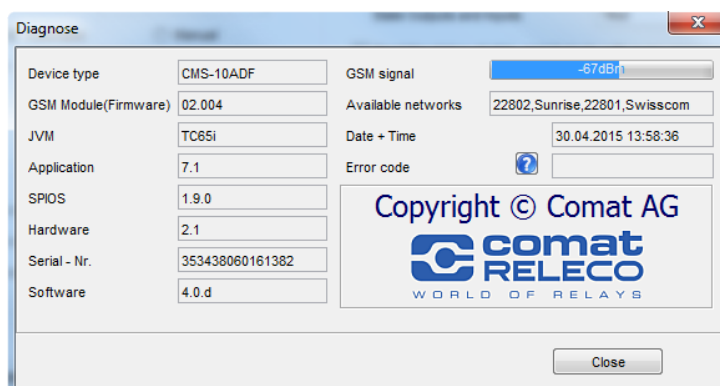 Diagnose
Device type CMS-10ADF
GSM Module(Firmware) 02.004
JVM TC65i
Application 7.1
SPIOS 1.9.0
Hardware 2.1
Serial - Nr. 353438060161382
Software 4.0.d
GSM signal -67dBm
Available networks 22802,Sunrise,22801,Swisscom
Date + Time 30.04.2015 13:58:36
Error code ?
Copyright © Comat AG
comat
RELECO
WORLD OF RELAYS
Close